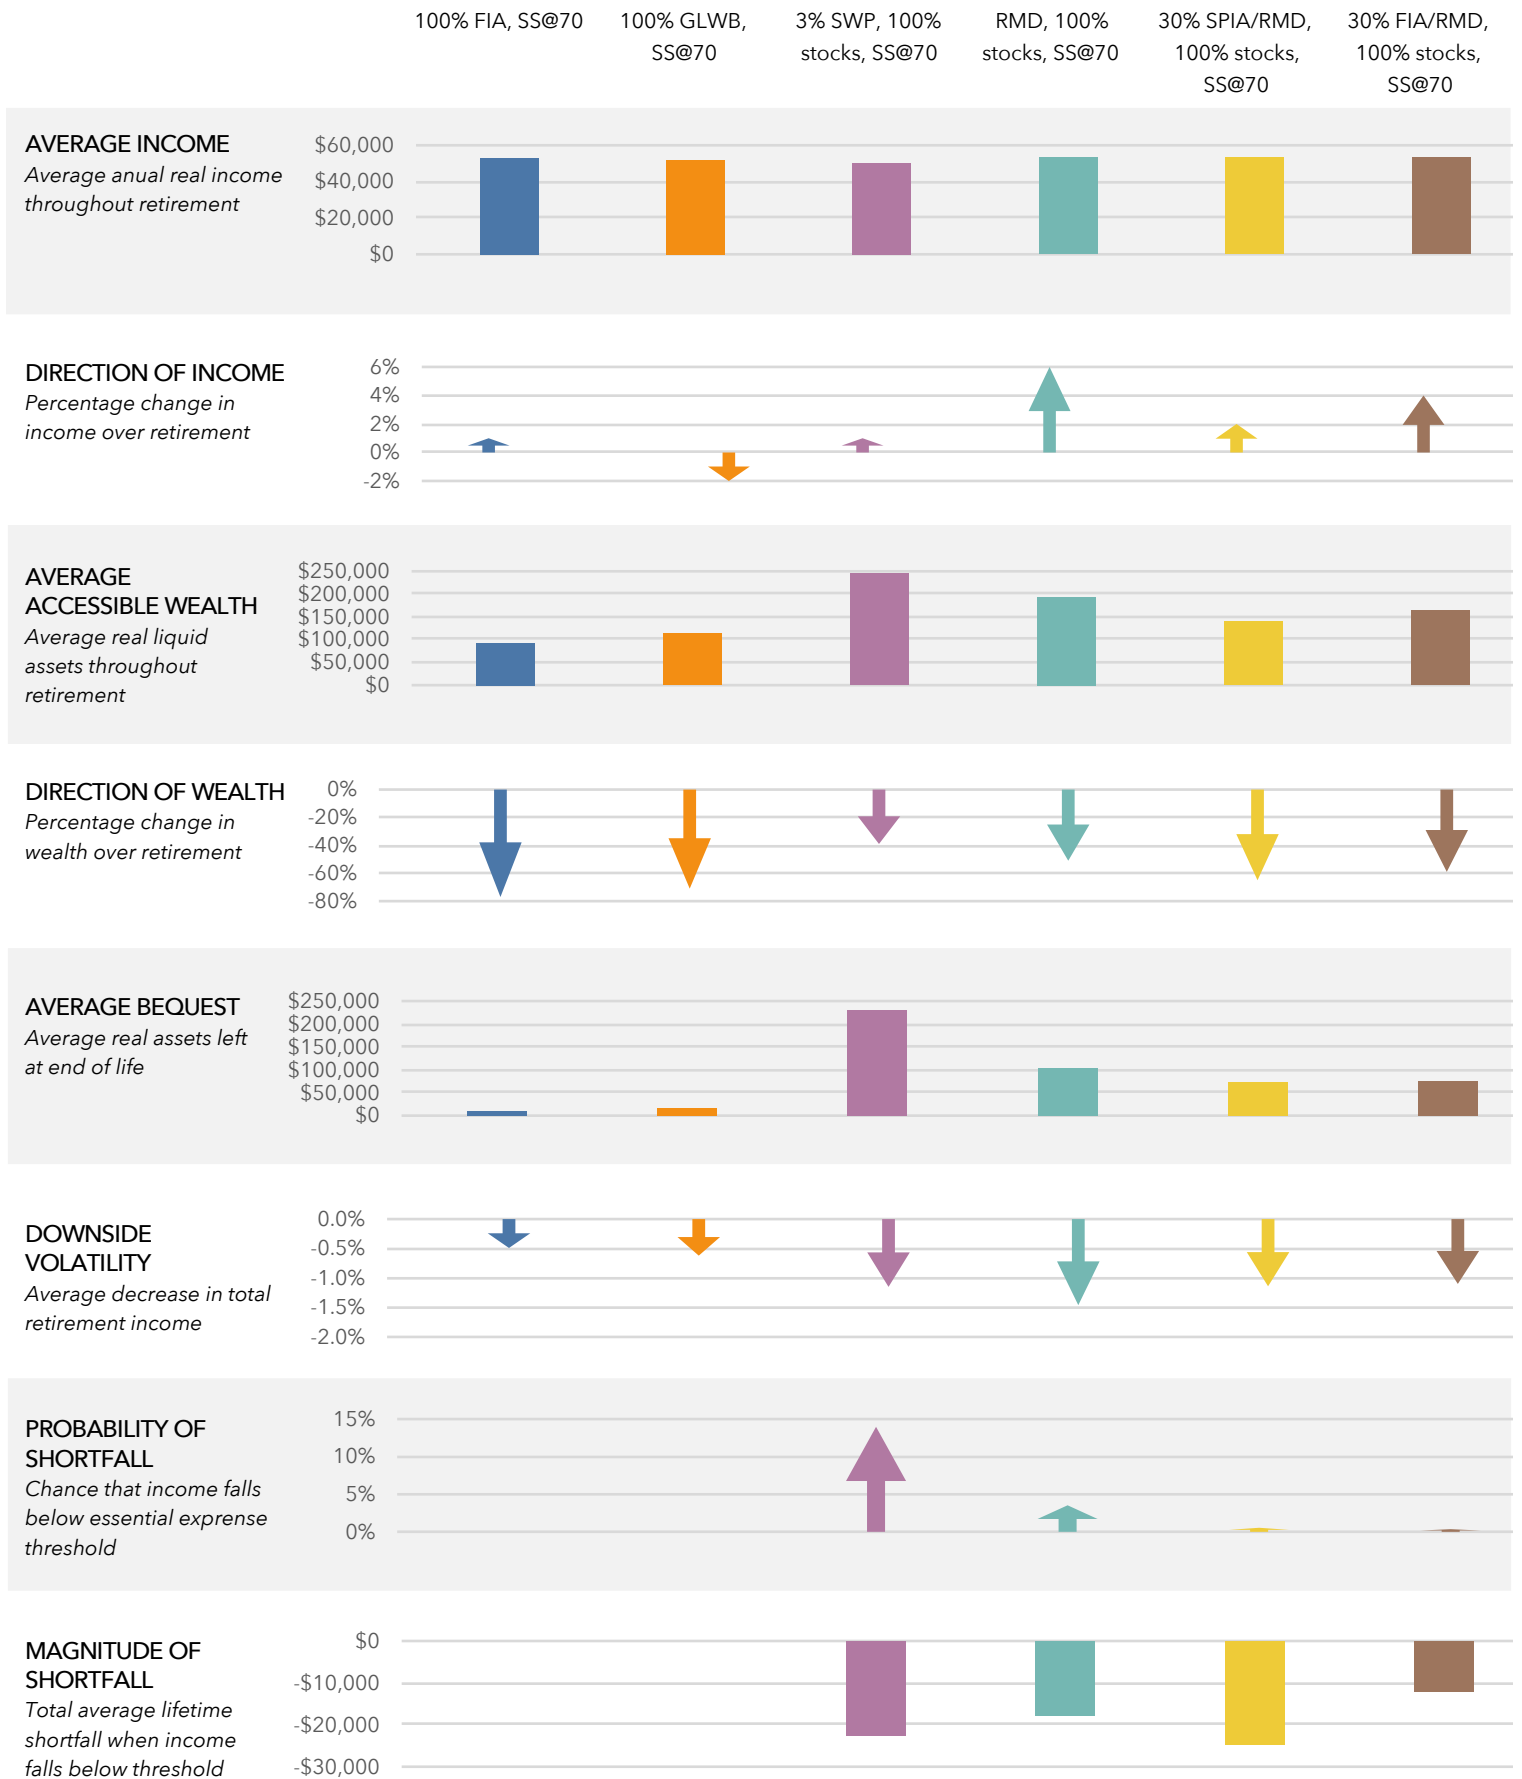 100% FIA, SS@70
100% GLWB,
SS@70
3% SWP, 100%
stocks, SS@70
RMD, 100%
stocks, SS@70
30% SPIA/RMD,
100% stocks,
SS@70
30% FIA/RMD,
100% stocks,
SS@70
AVERAGE INCOME
Average anual real income
throughout retirement
$60,000
$40,000
$20,000
$0
DIRECTION OF INCOME
Percentage change in
income over retirement
6%
4%
2%
0%
-2%
AVERAGE
ACCESSIBLE WEALTH
Average real liquid
assets throughout
retirement
$250,000
$200,000
$150,000
$100,000
$50,000
$0
DIRECTION OF WEALTH
Percentage change in
wealth over retirement
0%
-20%
-40%
-60%
-80%
AVERAGE BEQUEST
Average real assets left
at end of life
$250,000
$200,000
$150,000
$100,000
$50,000
$0
DOWNSIDE
VOLATILITY
Average decrease in total
retirement income
0.0%
-0.5%
-1.0%
-1.5%
-2.0%
PROBABILITY OF
SHORTFALL
Chance that income falls
below essential exprense
threshold
15%
10%
5%
0%
MAGNITUDE OF
SHORTFALL
Total average lifetime
shortfall when income
falls below threshold
$0
-$10,000
-$20,000
-$30,000